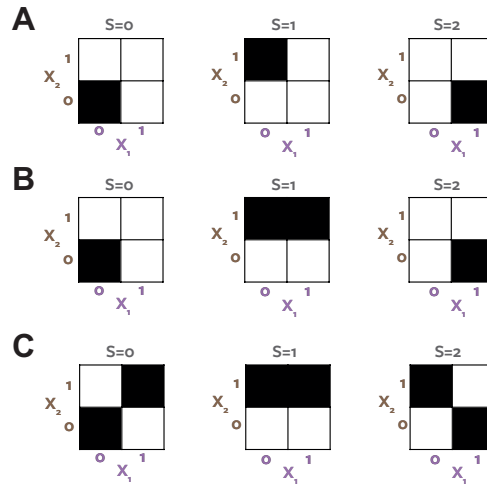 A
S=0 S=1 S=2
1 1 1
X₂ X₂ X₂
0 0 0
0 1 0 1 0 1
X₁ X₁ X₁
B
S=0 S=1 S=2
1 1 1
X₂ X₂ X₂
0 0 0
0 1 0 1 0 1
X₁ X₁ X₁
C
S=0 S=1 S=2
1 1 1
X₂ X₂ X₂
0 0 0
0 1 0 1 0 1
X₁ X₁ X₁